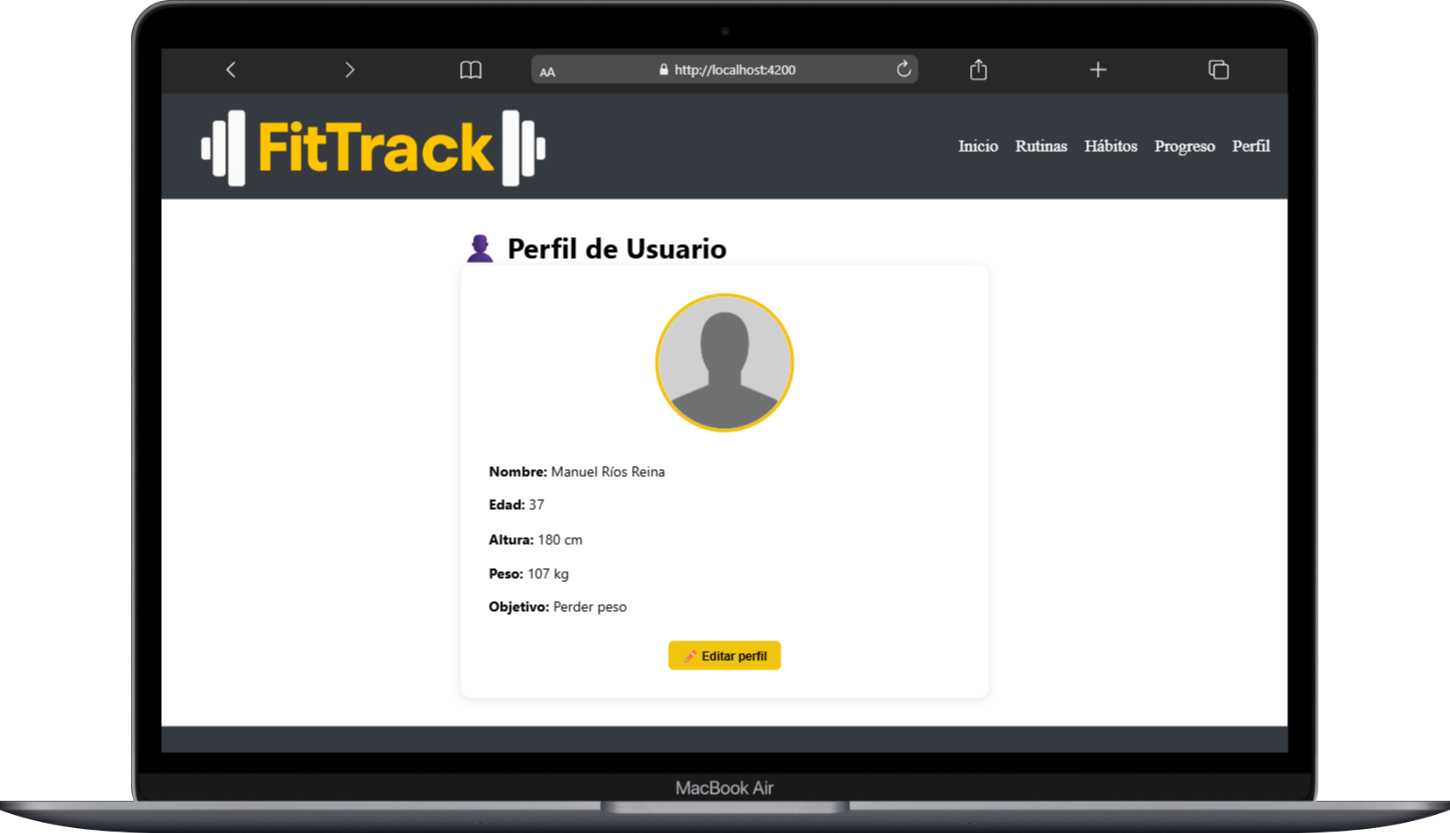 AA
http://localhost:4200
FitTrack
Inicio Rutinas Hábitos Progreso Perfil
Perfil de Usuario
Nombre: Manuel Ríos Reina
Edad: 37
Altura: 180 cm
Peso: 107 kg
Objetivo: Perder peso
Editar perfil
MacBook Air